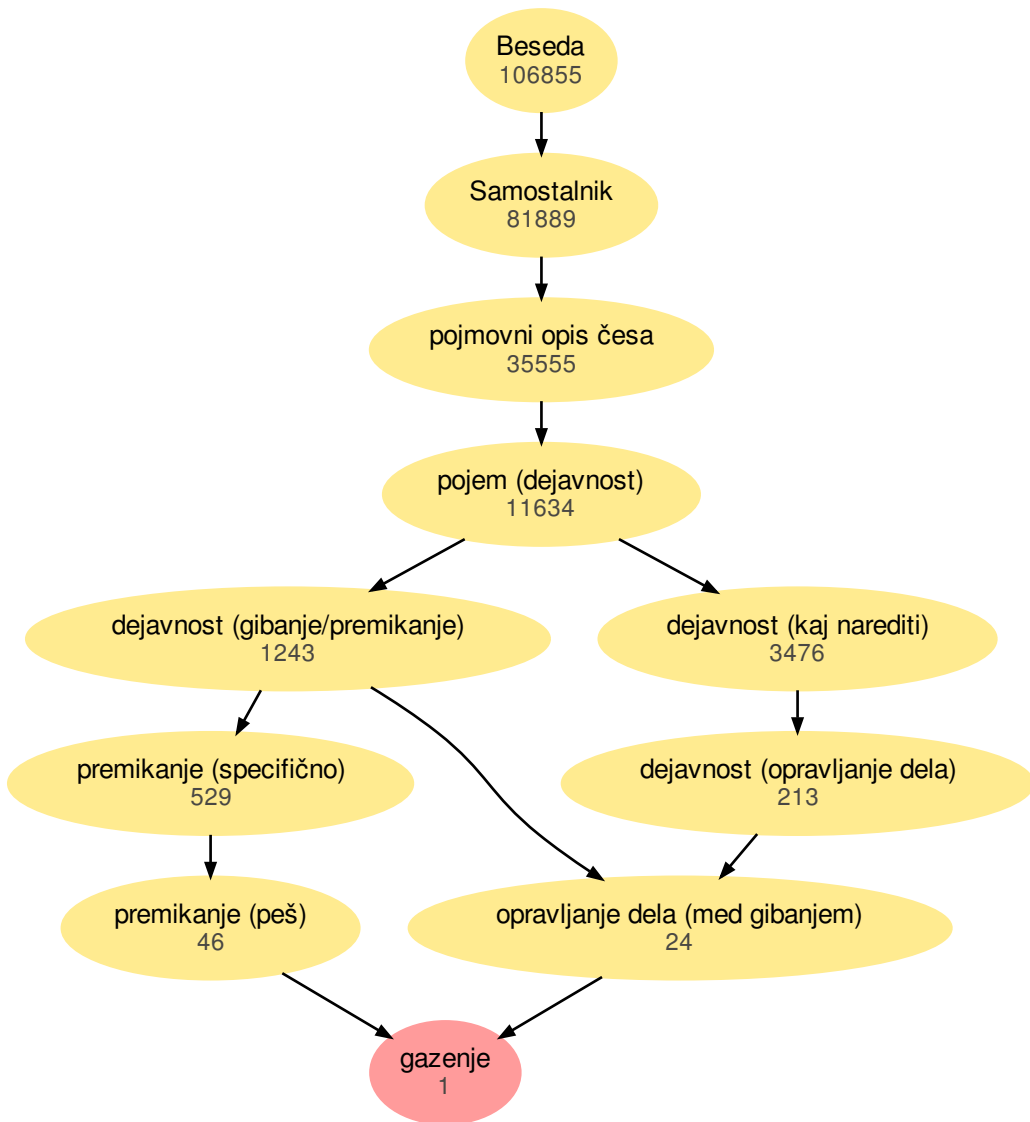 Beseda
106855
Samostalnik
81889
pojmovni opis česa
35555
pojem (dejavnost)
11634
dejavnost (gibanje/premikanje)
1243
dejavnost (kaj narediti)
3476
premikanje (specifično)
529
dejavnost (opravljanje dela)
213
premikanje (peš)
46
opravljanje dela (med gibanjem)
24
gazenje
1